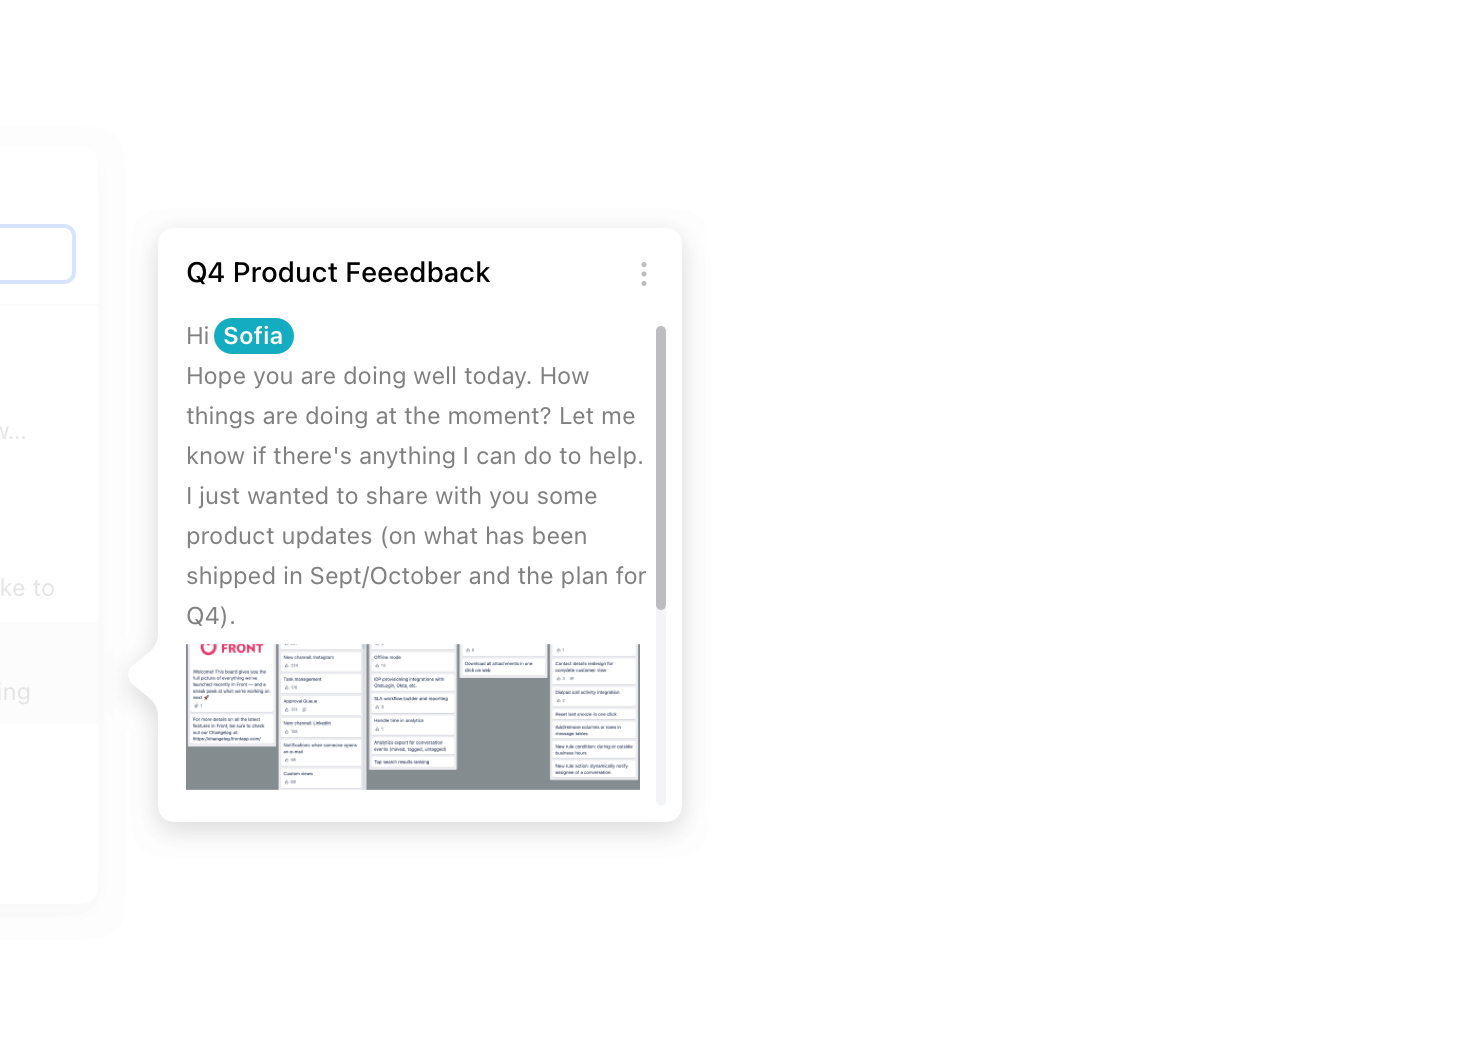 w...
ke to
ing
Q4 Product Feeedback
Hi Sofia
Hope you are doing well today. How
things are doing at the moment? Let me
know if there's anything I can do to help.
I just wanted to share with you some
product updates (on what has been
shipped in Sept/October and the plan for
Q4).
FRONT
Welcome! This board gives you the
full picture of everything we've
launched recently in Front — and a
sneak peek at what we're working on
next 🚀
1
For more details on all the latest
features in Front, be sure to check
out our Changelog at
https://changelog.frontapp.com/
New channel: Instagram
Task management
Approval Queue
New channel: LinkedIn
Notifications when someone opens
an e-mail
Custom views
Offline mode
IDP provisioning integrations with
OneLogin, Okta, etc.
SLA workflow builder and reporting
Handle time in analytics
1
Analytics export for conversation
events (moved, tagged, untagged)
Top search results ranking
Download all attachments in one
click on web
1
Contact details redesign for
complete customer view
Dialpad call activity integration
2
Reset last snooze in one click
Add/remove columns or rows in
message tables
New rule condition: during or outside
business hours
New rule action: dynamically notify
assignee of a conversation